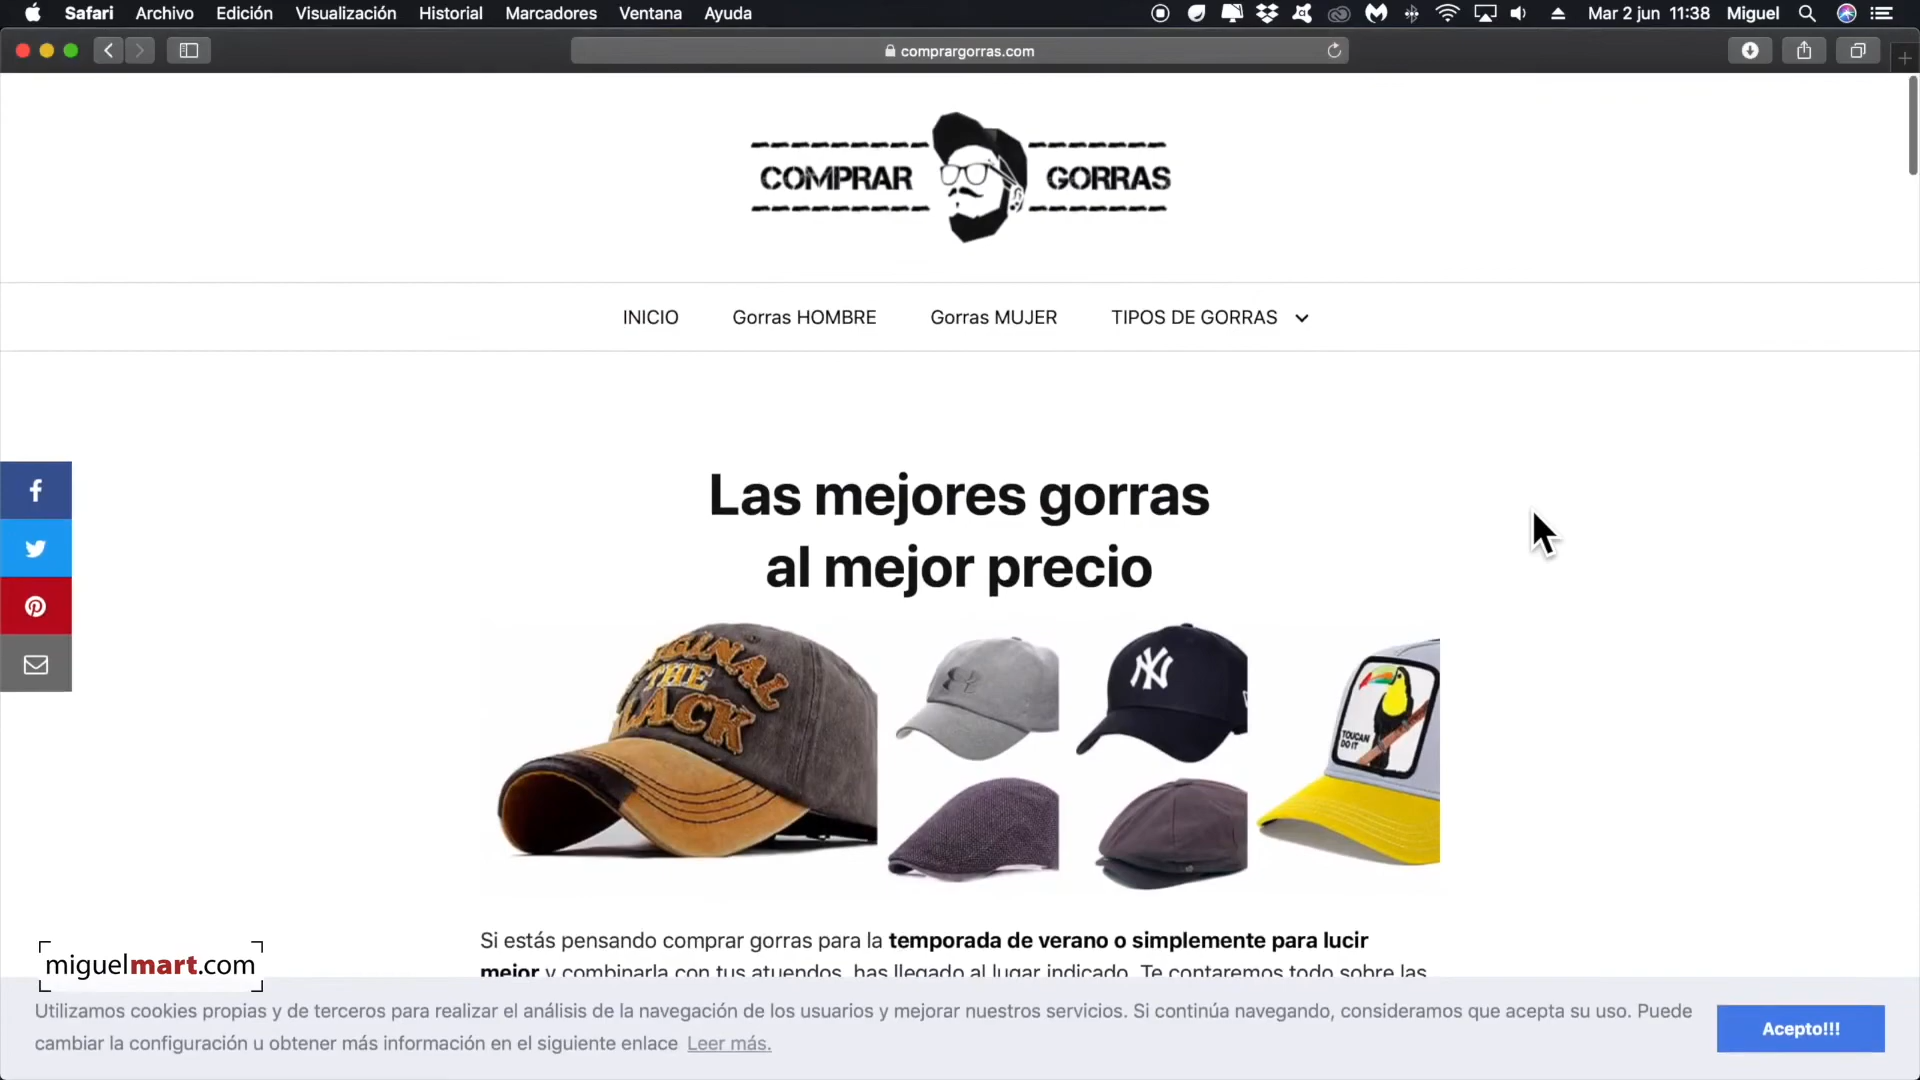 Safari Archivo Edición Visualización Historial Marcadores Ventana Ayuda Mar 2 jun 11:38 Miguel
comprargorras.com
COMPRAR GORRAS
INICIO Gorras HOMBRE Gorras MUJER TIPOS DE GORRAS
Las mejores gorras
al mejor precio
ORIGINAL
THE
BLACK
NY
TOUCAN
DO IT
Si estás pensando comprar gorras para la temporada de verano o simplemente para lucir
mejor y combinarla con tus atuendos, has llegado al lugar indicado. Te contaremos todo sobre las
miguelmart.com
Utilizamos cookies propias y de terceros para realizar el análisis de la navegación de los usuarios y mejorar nuestros servicios. Si continúa navegando, consideramos que acepta su uso. Puede
cambiar la configuración u obtener más información en el siguiente enlace Leer más.
Acepto!!!